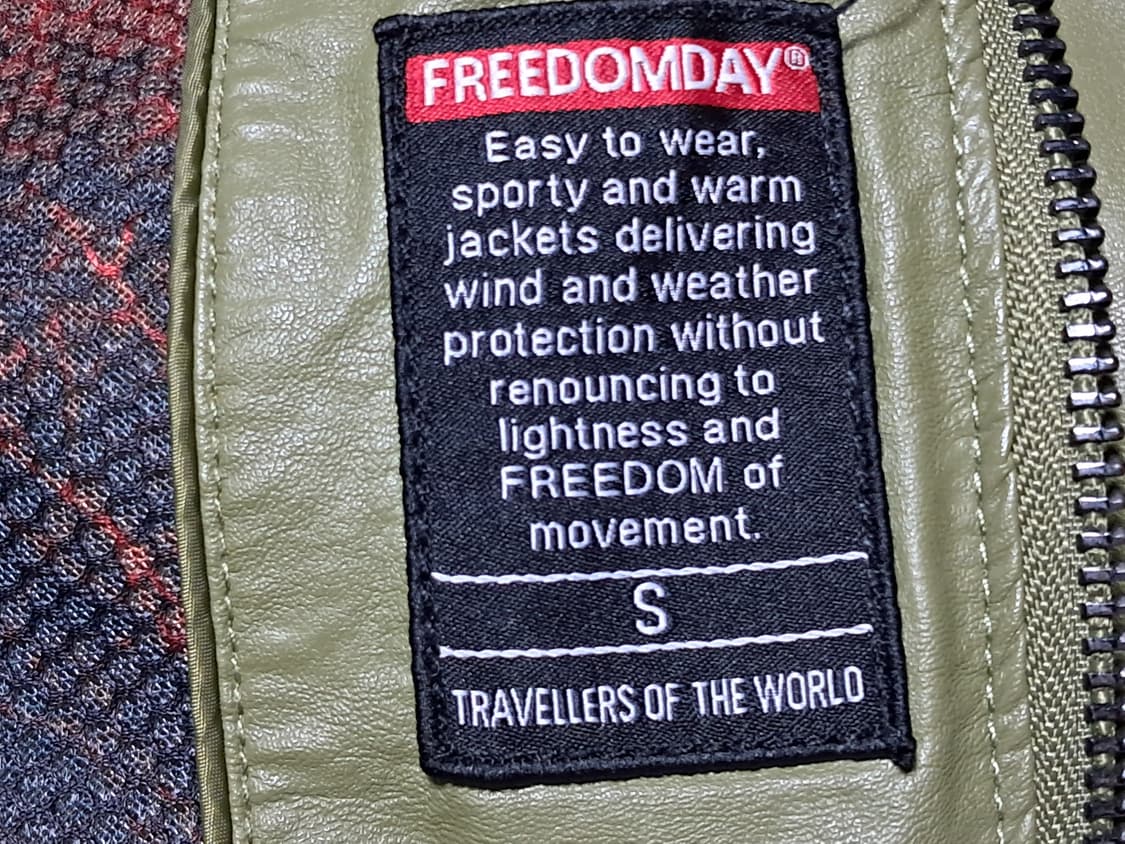 FREEDOMDAY®
Easy to wear,
sporty and warm
jackets delivering
wind and weather
protection without
renouncing to
lightness and
FREEDOM of
movement.
S
TRAVELLERS OF THE WORLD